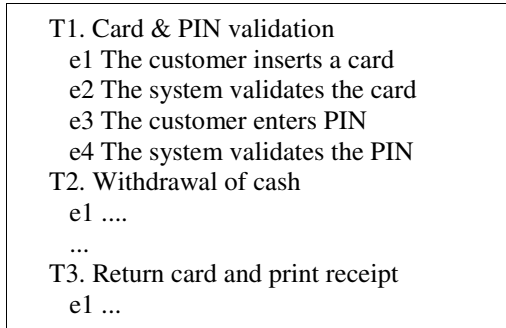 T1. Card & PIN validation
e1 The customer inserts a card
e2 The system validates the card
e3 The customer enters PIN
e4 The system validates the PIN
T2. Withdrawal of cash
e1 ....
...
T3. Return card and print receipt
e1 ...